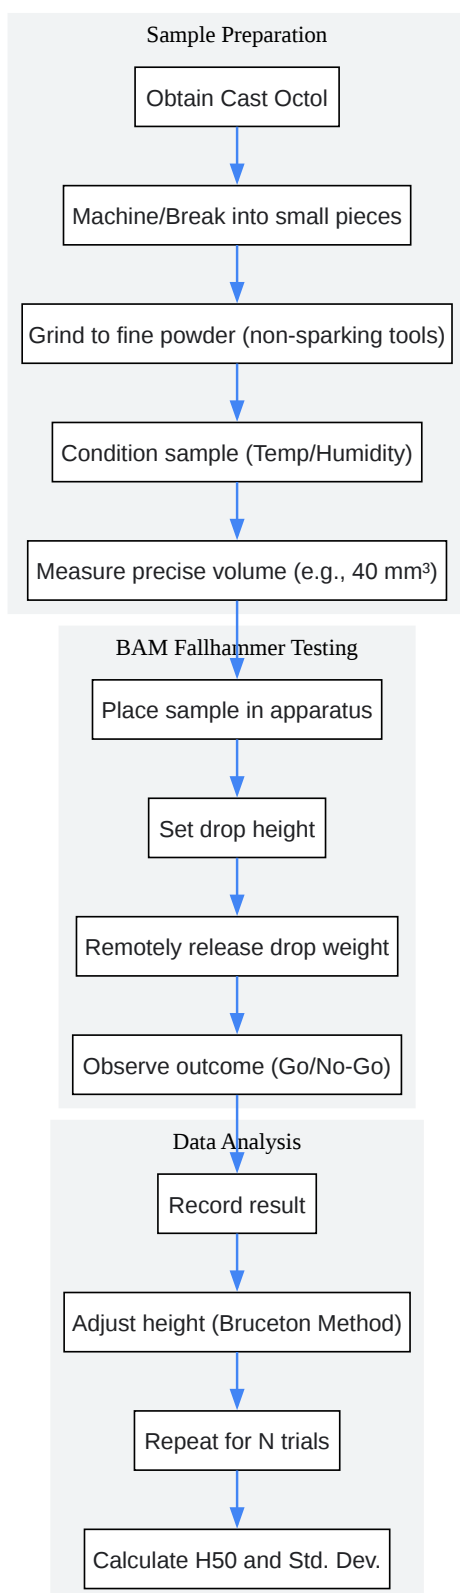 Sample Preparation
Obtain Cast Octol
Machine/Break into small pieces
Grind to fine powder (non-sparking tools)
Condition sample (Temp/Humidity)
Measure precise volume (e.g., 40 mm³)
BAM Fallhammer Testing
Place sample in apparatus
Set drop height
Remotely release drop weight
Observe outcome (Go/No-Go)
Data Analysis
Record result
Adjust height (Bruceton Method)
Repeat for N trials
Calculate H50 and Std. Dev.